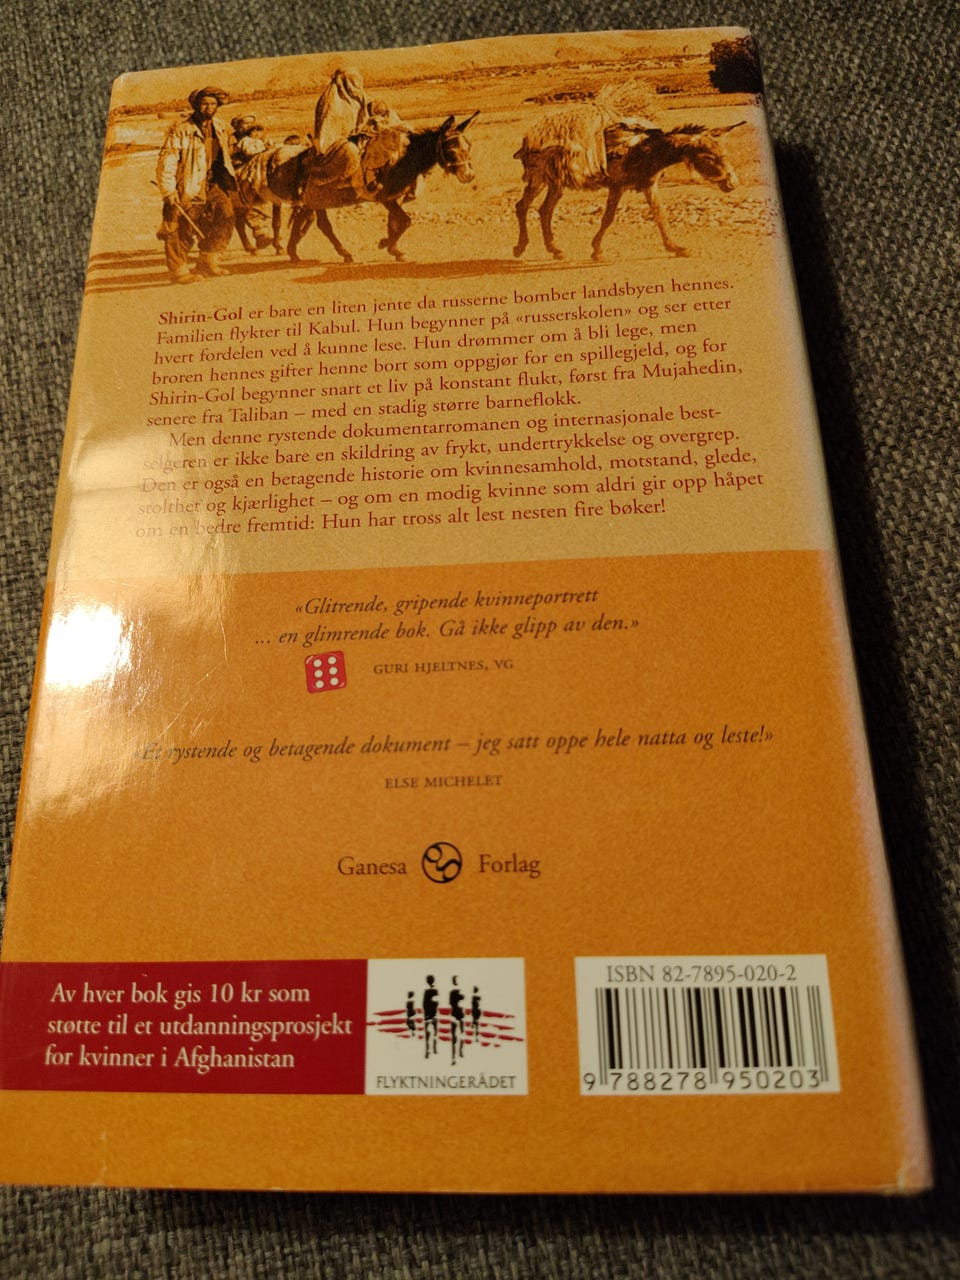 Shirin-Gol er bare en liten jente da russerne bomber landsbyen hennes.
Familien flykter til Kabul. Hun begynner på «russerskolen» og ser etter
hvert fordelen ved å kunne lese. Hun drømmer om å bli lege, men
broren hennes gifter henne bort som oppgjør for en spillegjeld, og for
Shirin-Gol begynner snart et liv på konstant flukt, først fra Mujahedin,
senere fra Taliban – med en stadig større barneflokk.
Men denne rystende dokumentarromanen og internasjonale best-
selgeren er ikke bare en skildring av frykt, undertrykkelse og overgrep.
Den er også en betagende historie om kvinnesamhold, motstand, glede,
stolthet og kjærlighet – og om en modig kvinne som aldri gir opp håpet
om en bedre fremtid: Hun har tross alt lest nesten fire bøker!
«Glitrende, gripende kvinneportrett
... en glimrende bok. Gå ikke glipp av den.»
GURI HJELTNES, VG
«Et rystende og betagende dokument – jeg satt oppe hele natta og leste!»
ELSE MICHELET
Ganesa Forlag
Av hver bok gis 10 kr som
støtte til et utdanningsprosjekt
for kvinner i Afghanistan
FLYKTNINGERÅDET
ISBN 82-7895-020-2
9 788278 950203